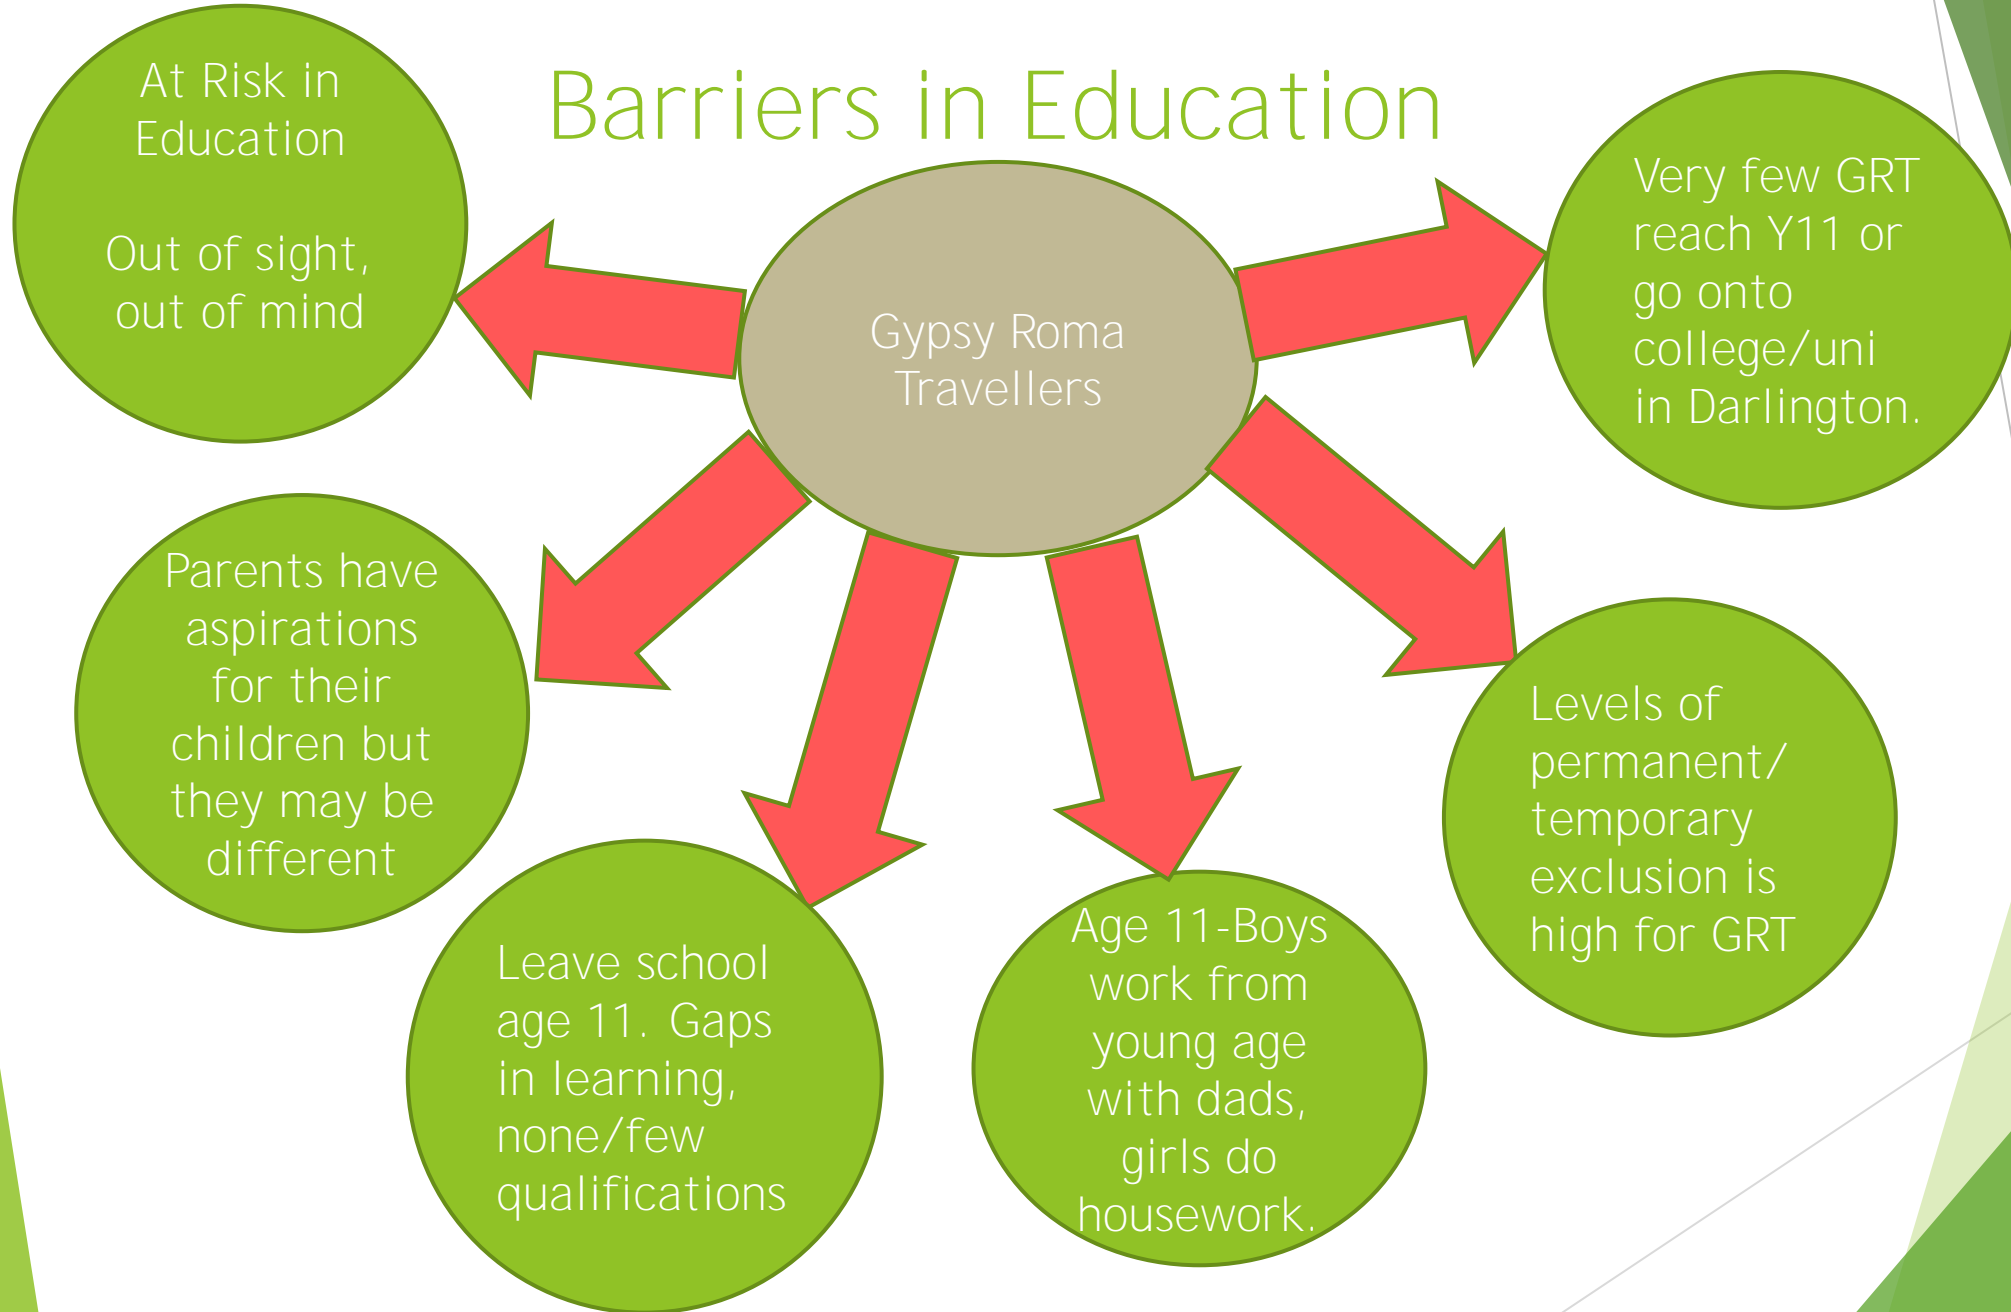 Barriers in Education
At Risk in
Education
Out of sight,
out of mind
Gypsy Roma
Travellers
Very few GRT
reach Y11 or
go onto
college/uni
in Darlington.
Parents have
aspirations
for their
children but
they may be
different
Leave school
age 11. Gaps
in learning,
none/few
qualifications
Age 11-Boys
work from
young age
with dads,
girls do
housework.
Levels of
permanent/
temporary
exclusion is
high for GRT